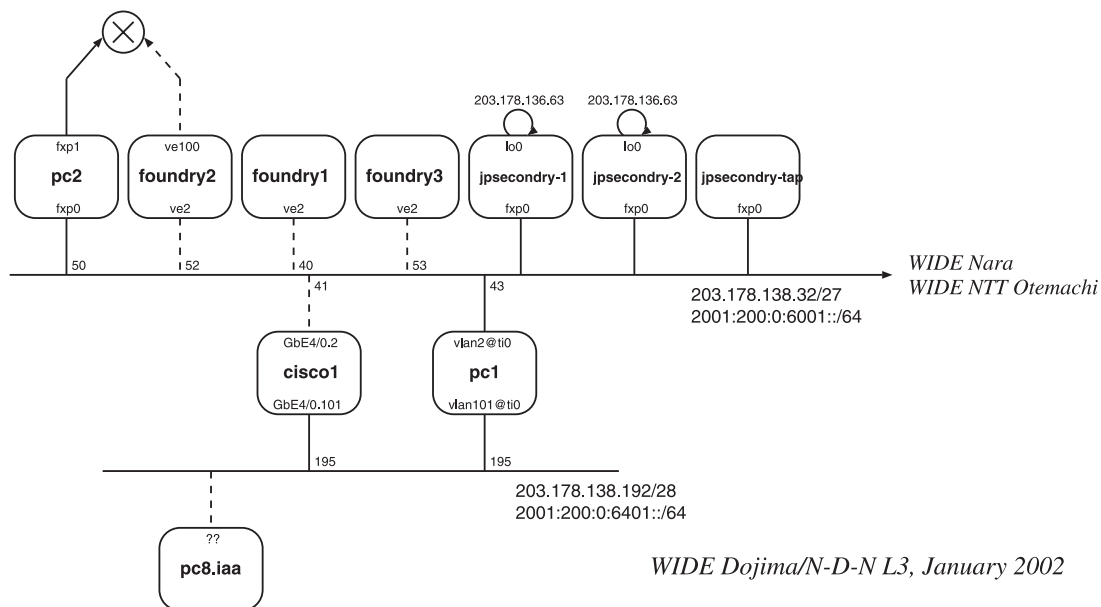 203.178.136.63 203.178.136.63
fxp1 ve100 lo0 lo0
pc2 foundry2 foundry1 foundry3 jpsecondry-1 jpsecondry-2 jpsecondry-tap
fxp0 ve2 ve2 ve2 fxp0 fxp0 fxp0
50 52 40 53
WIDE Nara
41 43
WIDE NTT Otemachi
203.178.138.32/27
2001:200:0:6001::/64
GbE4/0.2 vlan2@ti0
cisco1 pc1
GbE4/0.101 vlan101@ti0
195 195
203.178.138.192/28
2001:200:0:6401::/64
??
pc8.iaa
WIDE Dojima/N-D-N L3, January 2002